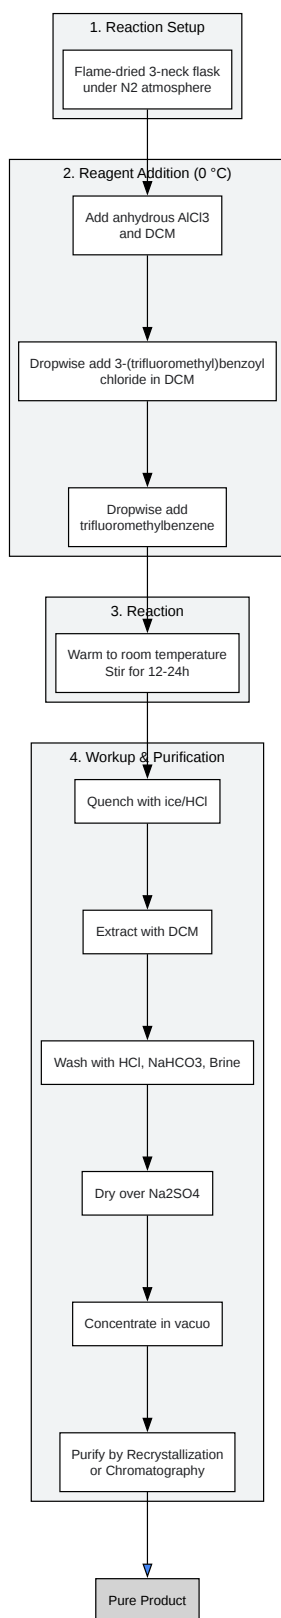 1. Reaction Setup
Flame-dried 3-neck flask
under N2 atmosphere
2. Reagent Addition (0 °C)
Add anhydrous AlCl3
and DCM
Dropwise add 3-(trifluoromethyl)benzoyl
chloride in DCM
Dropwise add
trifluoromethylbenzene
3. Reaction
Warm to room temperature
Stir for 12-24h
4. Workup & Purification
Quench with ice/HCl
Extract with DCM
Wash with HCl, NaHCO3, Brine
Dry over Na2SO4
Concentrate in vacuo
Purify by Recrystallization
or Chromatography
Pure Product